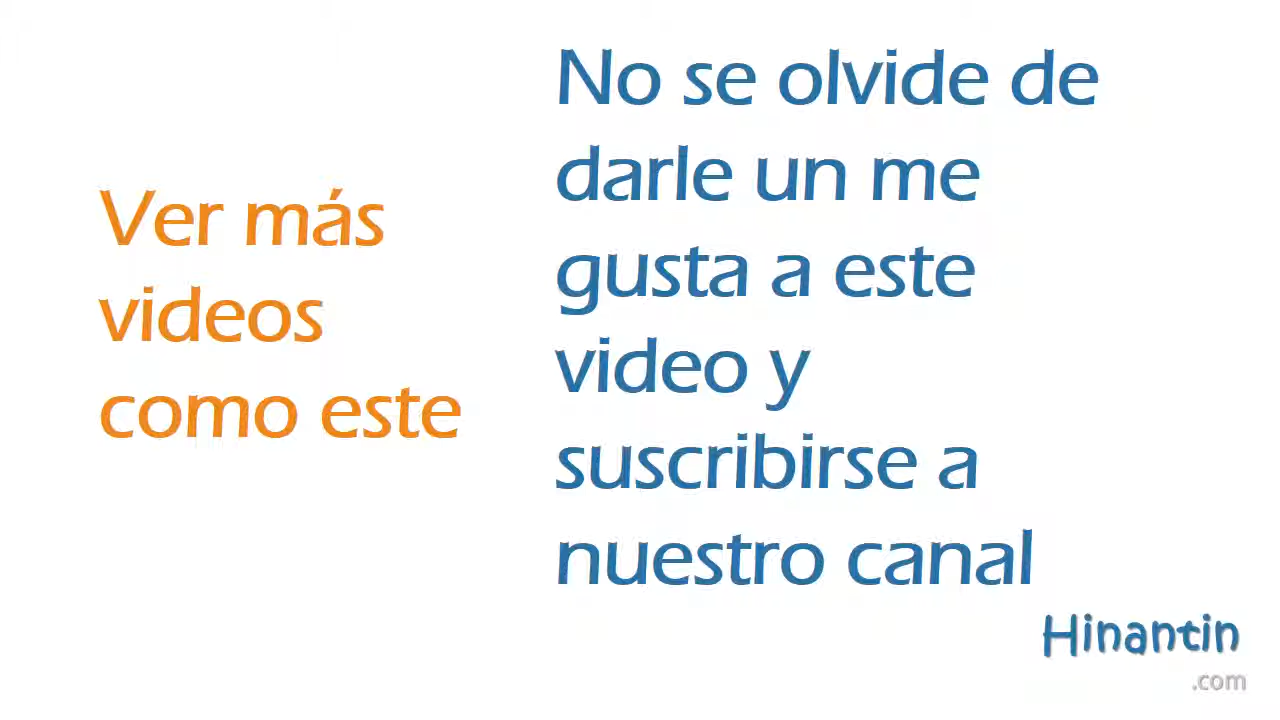 Ver más
videos
como este
No se olvide de
darle un me
gusta a este
video y
suscribirse a
nuestro canal
Hinantin
.com